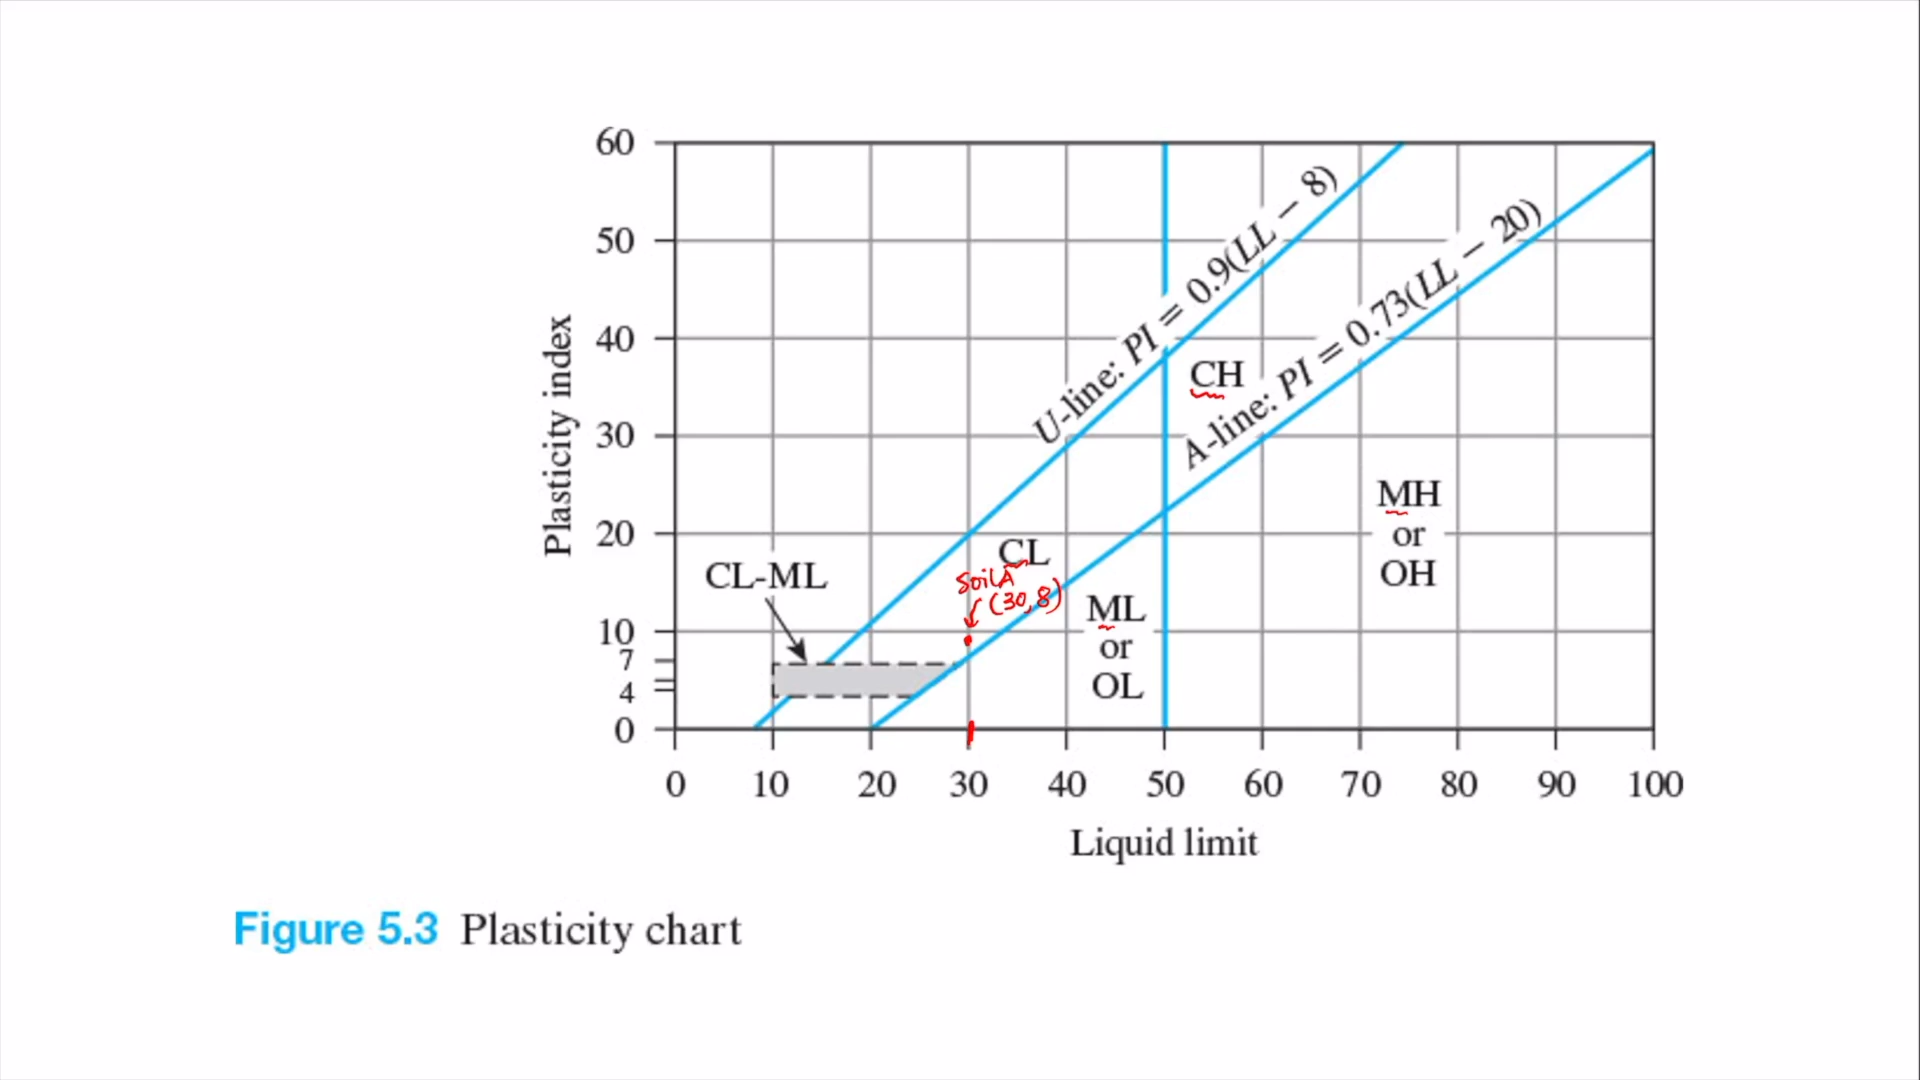 60
50
40
30
20
10
7
4
0
Plasticity index
U-line: PI = 0.9(LL − 8)
A-line: PI = 0.73(LL − 20)
CH
MH
or
OH
CL
CL-ML
Soil A
(30,8)
ML
or
OL
0 10 20 30 40 50 60 70 80 90 100
Liquid limit
Figure 5.3 Plasticity chart